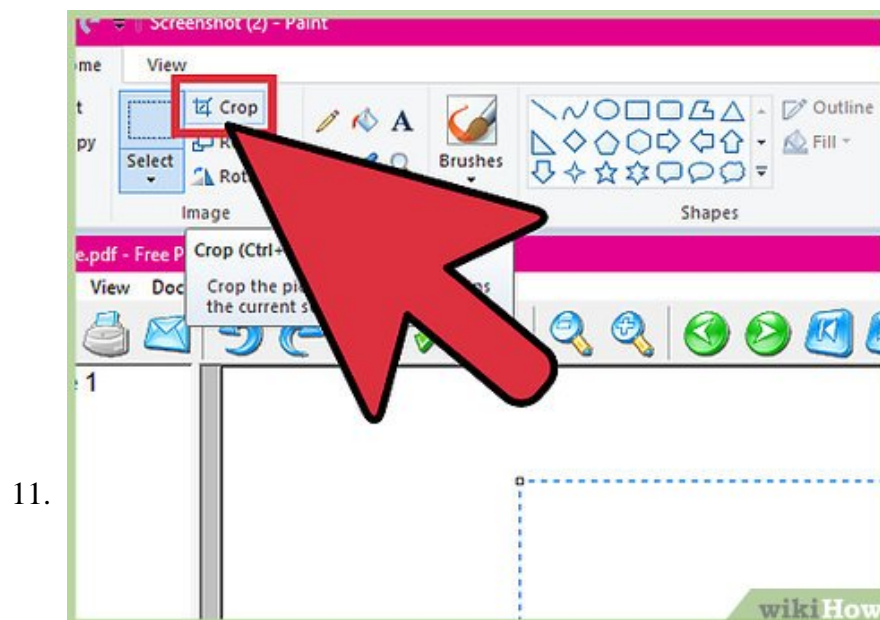 Screenshot (2) - Paint
View
Crop
Select
Brushes
Outline
Fill
Image
Shapes
e.pdf - Free P
Crop (Ctrl+
View Doc
Crop the
the current
1
11.
wikiHow